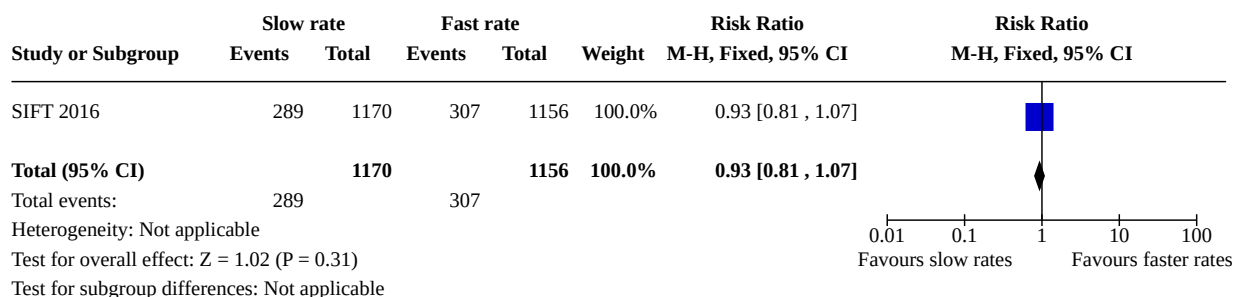 Slow rate Fast rate Risk Ratio Risk Ratio
Study or Subgroup Events Total Events Total Weight M-H, Fixed, 95% CI M-H, Fixed, 95% CI
SIFT 2016 289 1170 307 1156 100.0% 0.93 [0.81 , 1.07]
Total (95% CI) 1170 1156 100.0% 0.93 [0.81 , 1.07]
Total events: 289 307
Heterogeneity: Not applicable 0.01 0.1 1 10 100
Test for overall effect: Z = 1.02 (P = 0.31) Favours slow rates Favours faster rates
Test for subgroup differences: Not applicable